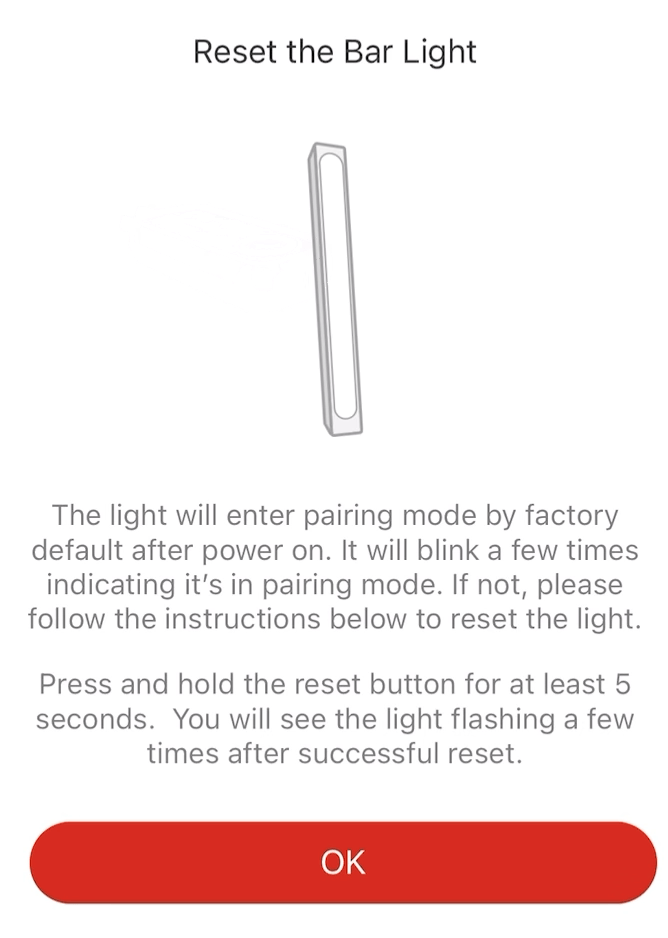 Reset the Bar Light
The light will enter pairing mode by factory
default after power on. It will blink a few times
indicating it’s in pairing mode. If not, please
follow the instructions below to reset the light.
Press and hold the reset button for at least 5
seconds.  You will see the light flashing a few
times after successful reset.
OK